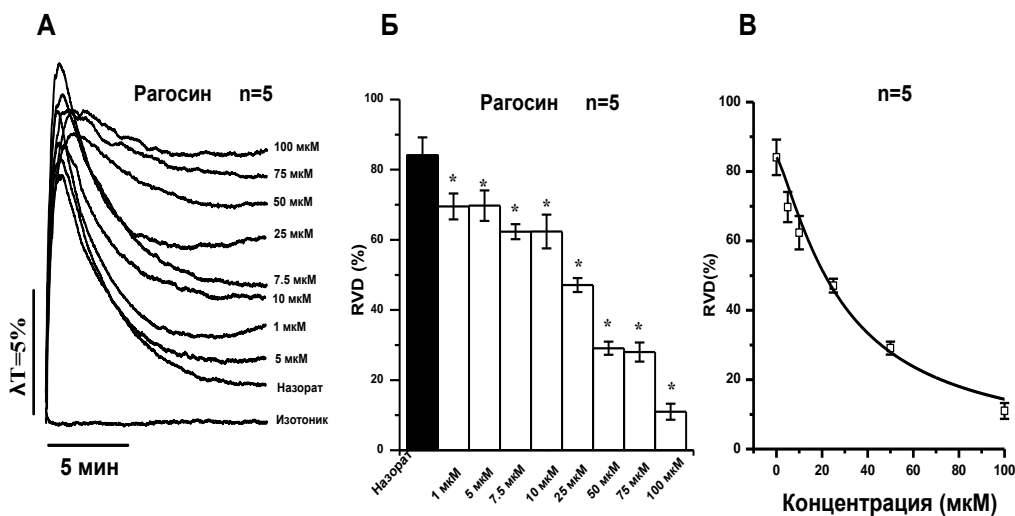 А
Рагосин n=5
100 мкМ
75 мкМ
50 мкМ
25 мкМ
7.5 мкМ
10 мкМ
1 мкМ
5 мкМ
Назорат
Изотоник
λT=5%
5 мин
Б
Рагосин n=5
RVD (%)
100
80
60
40
20
0
*
*
*
*
*
*
*
*
Назорат
1 мкМ
5 мкМ
7.5 мкМ
10 мкМ
25 мкМ
50 мкМ
75 мкМ
100 мкМ
В
n=5
RVD(%)
100
80
60
40
20
0
0
20
40
60
80
100
Концентрация (мкМ)